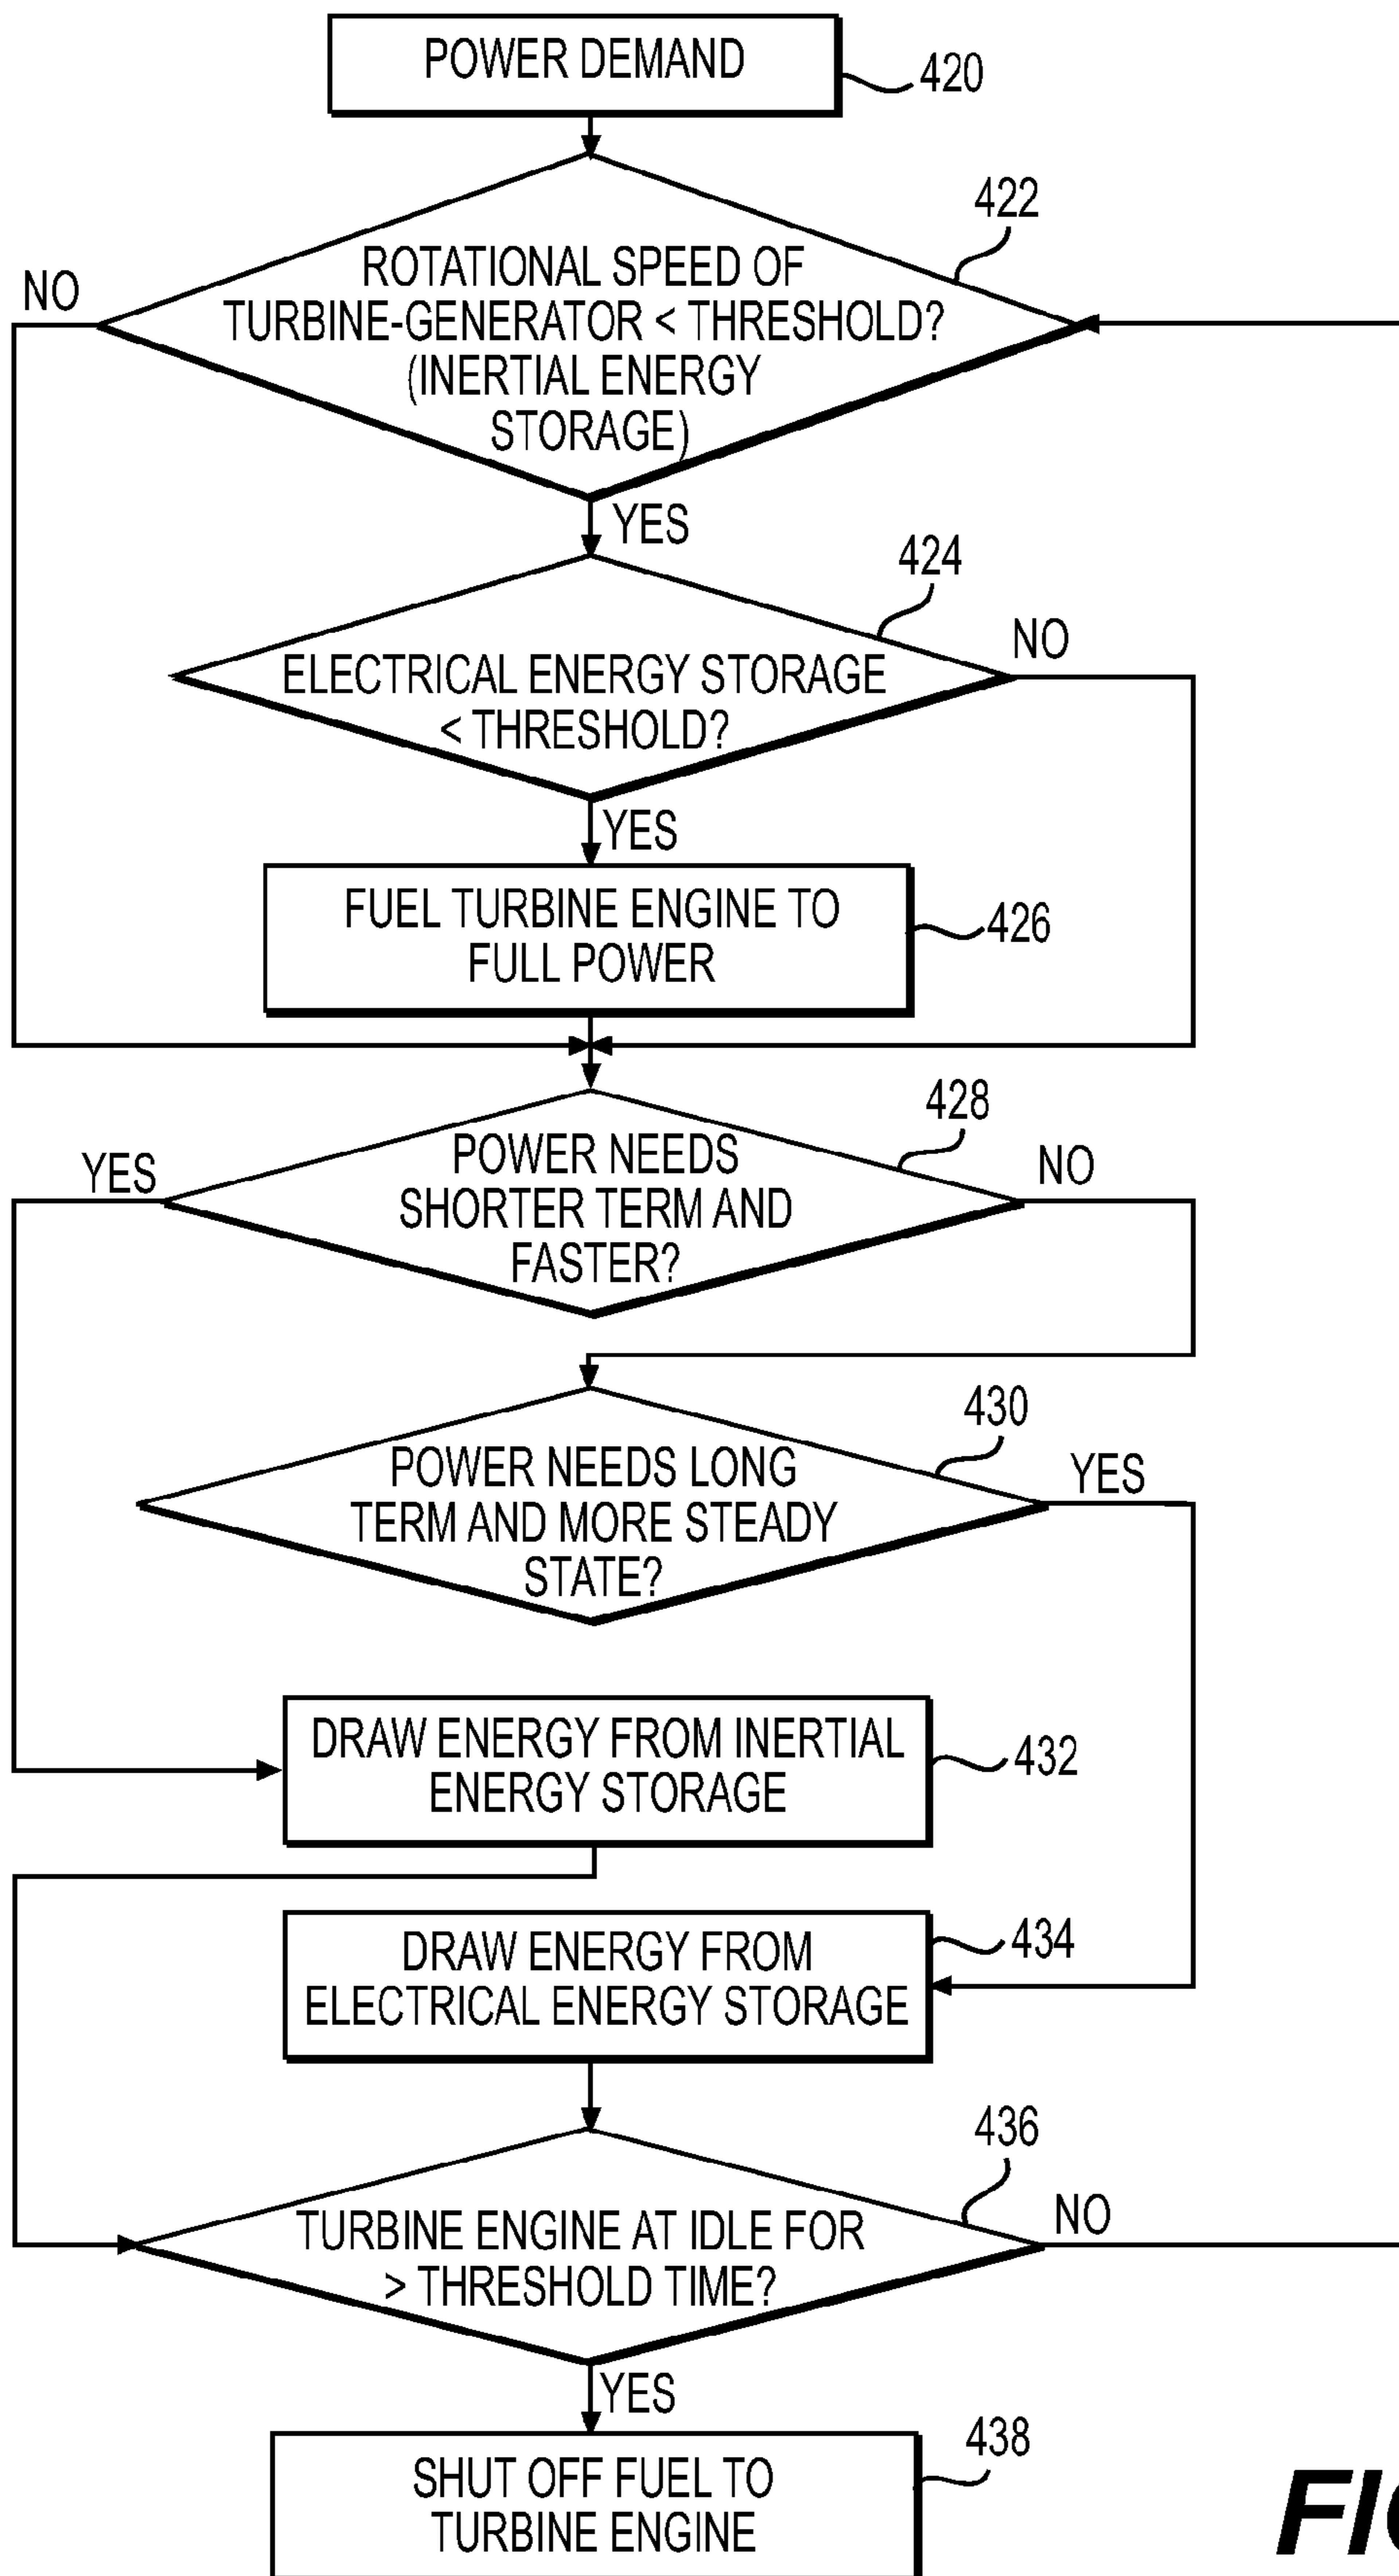 POWER DEMAND
420
422
NO
ROTATIONAL SPEED OF
TURBINE-GENERATOR < THRESHOLD?
(INERTIAL ENERGY
STORAGE)
YES
424
NO
ELECTRICAL ENERGY STORAGE
< THRESHOLD?
YES
FUEL TURBINE ENGINE TO
FULL POWER
426
428
YES
NO
POWER NEEDS
SHORTER TERM AND
FASTER?
430
YES
POWER NEEDS LONG
TERM AND MORE STEADY
STATE?
DRAW ENERGY FROM INERTIAL
ENERGY STORAGE
432
DRAW ENERGY FROM
ELECTRICAL ENERGY STORAGE
434
436
NO
TURBINE ENGINE AT IDLE FOR
> THRESHOLD TIME?
YES
438
SHUT OFF FUEL TO
TURBINE ENGINE